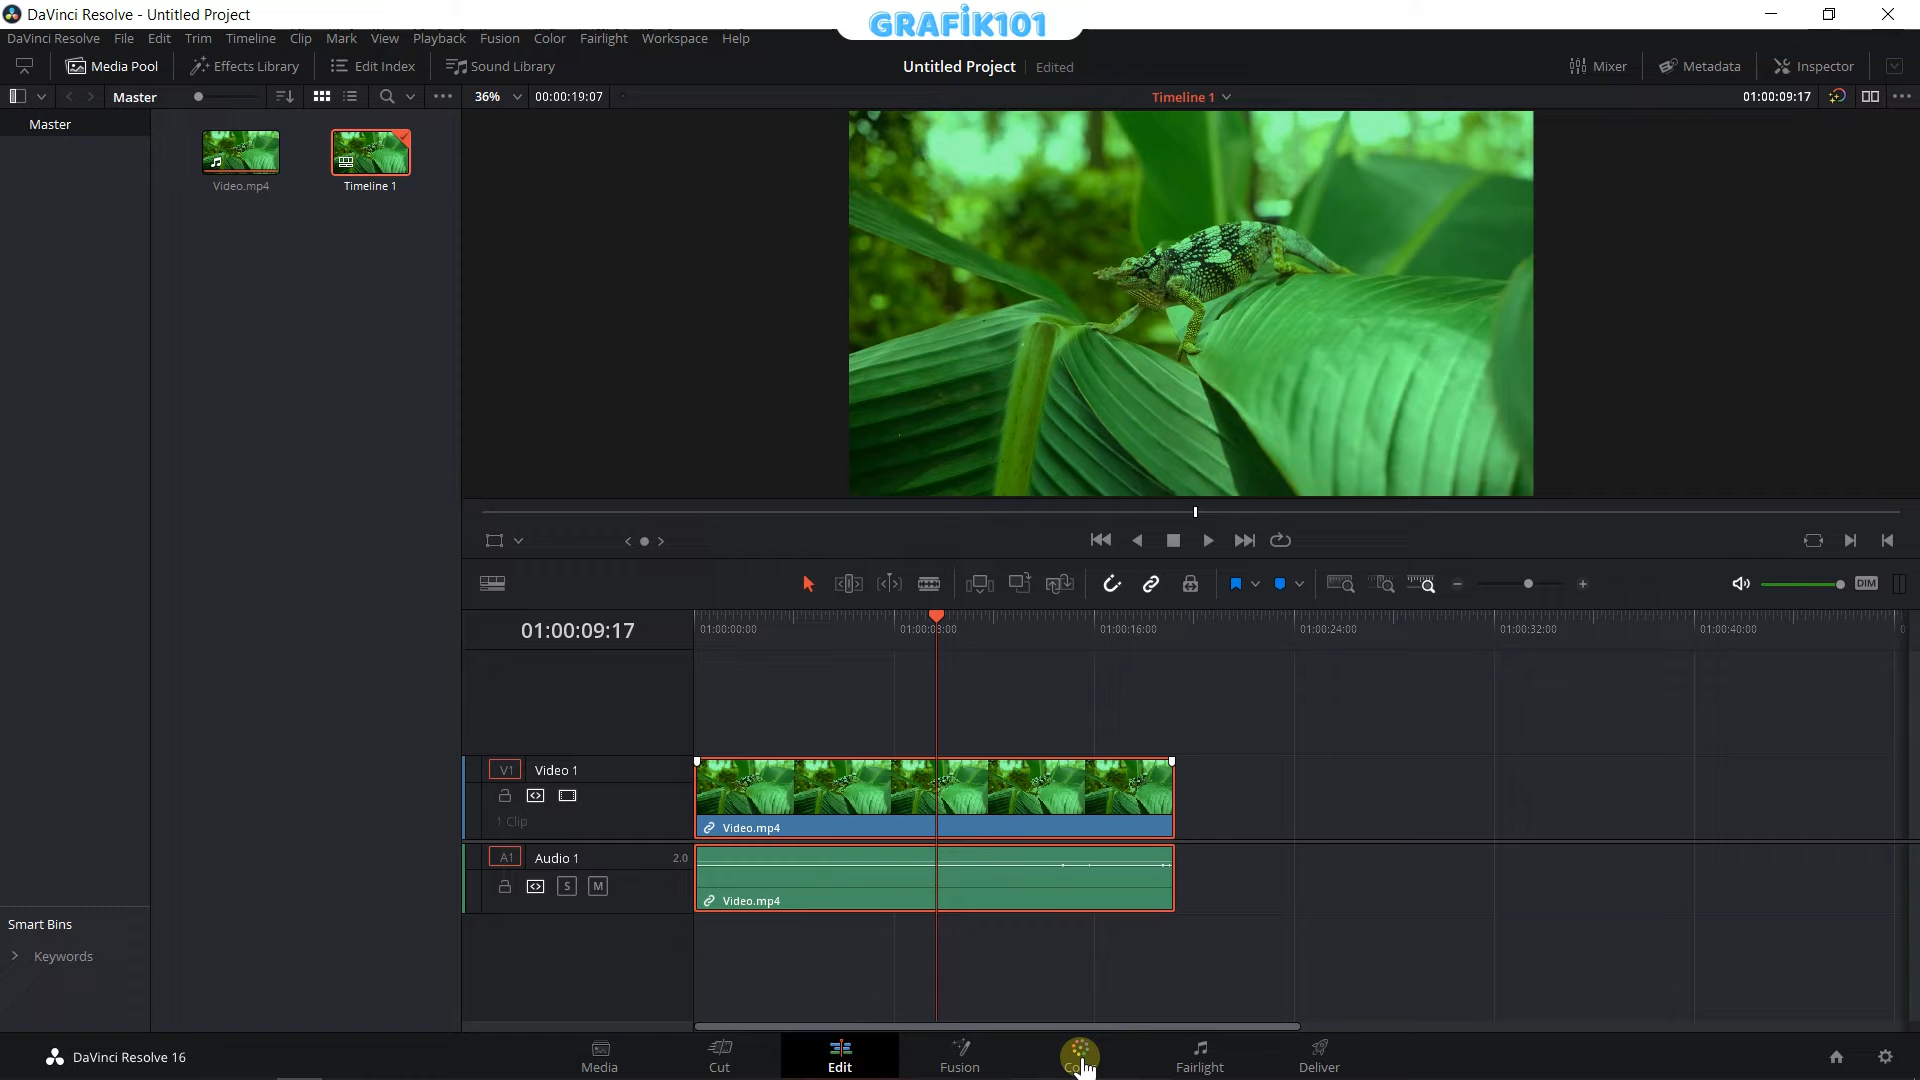 DaVinci Resolve - Untitled Project
GRAFİK101
DaVinci Resolve File Edit Trim Timeline Clip Mark View Playback Fusion Color Fairlight Workspace Help
Media Pool Effects Library Edit Index Sound Library Untitled Project Edited Mixer Metadata Inspector
Master 36% 00:00:19:07 Timeline 1 01:00:09:17
Master
Video.mp4 Timeline 1
DIM
01:00:09:17 01:00:00:00 01:00:08:00 01:00:16:00 01:00:24:00 01:00:32:00 01:00:40:00
V1 Video 1
1 Clip
Video.mp4
A1 Audio 1 2.0
S M
Video.mp4
Smart Bins
Keywords
DaVinci Resolve 16 Media Cut Edit Fusion Fairlight Deliver